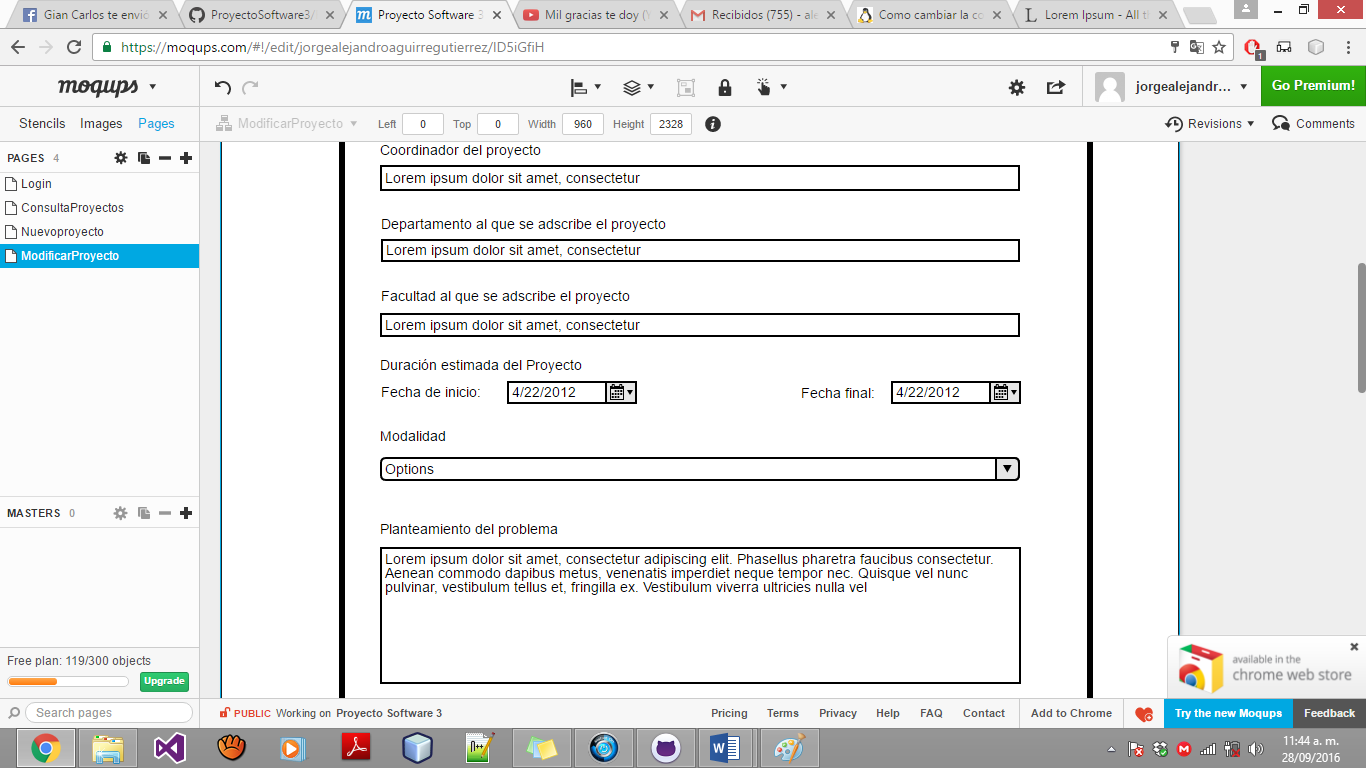 Gian Carlos te envió
ProyectoSoftware3/
Proyecto Software 3
Mil gracias te doy (Y
Recibidos (755) - ale
Como cambiar la co
Lorem Ipsum - All ti
https://moqups.com/#!/edit/jorgealejandroaguirregutierrez/ID5iGfiH
1
moqups
jorgealejandr...
Go Premium!
Stencils Images Pages
ModificarProyecto
Left 0 Top 0 Width 960 Height 2328
Revisions
Comments
PAGES 4
Login
ConsultaProyectos
Nuevoproyecto
ModificarProyecto
MASTERS 0
Free plan: 119/300 objects
Upgrade
Search pages
Coordinador del proyecto
Lorem ipsum dolor sit amet, consectetur
Departamento al que se adscribe el proyecto
Lorem ipsum dolor sit amet, consectetur
Facultad al que se adscribe el proyecto
Lorem ipsum dolor sit amet, consectetur
Duración estimada del Proyecto
Fecha de inicio: 4/22/2012 Fecha final: 4/22/2012
Modalidad
Options
Planteamiento del problema
Lorem ipsum dolor sit amet, consectetur adipiscing elit. Phasellus pharetra faucibus consectetur.
Aenean commodo dapibus metus, venenatis imperdiet neque tempor nec. Quisque vel nunc
pulvinar, vestibulum tellus et, fringilla ex. Vestibulum viverra ultricies nulla vel
available in the
chrome web store
PUBLIC Working on Proyecto Software 3
Pricing Terms Privacy Help FAQ Contact Add to Chrome
Try the new Moqups
Feedback
11:44 a. m.
28/09/2016